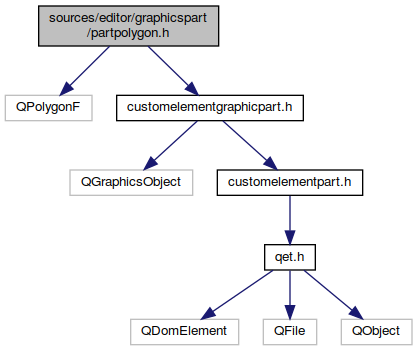 sources/editor/graphicspart
/partpolygon.h
QPolygonF
customelementgraphicpart.h
QGraphicsObject
customelementpart.h
qet.h
QDomElement
QFile
QObject